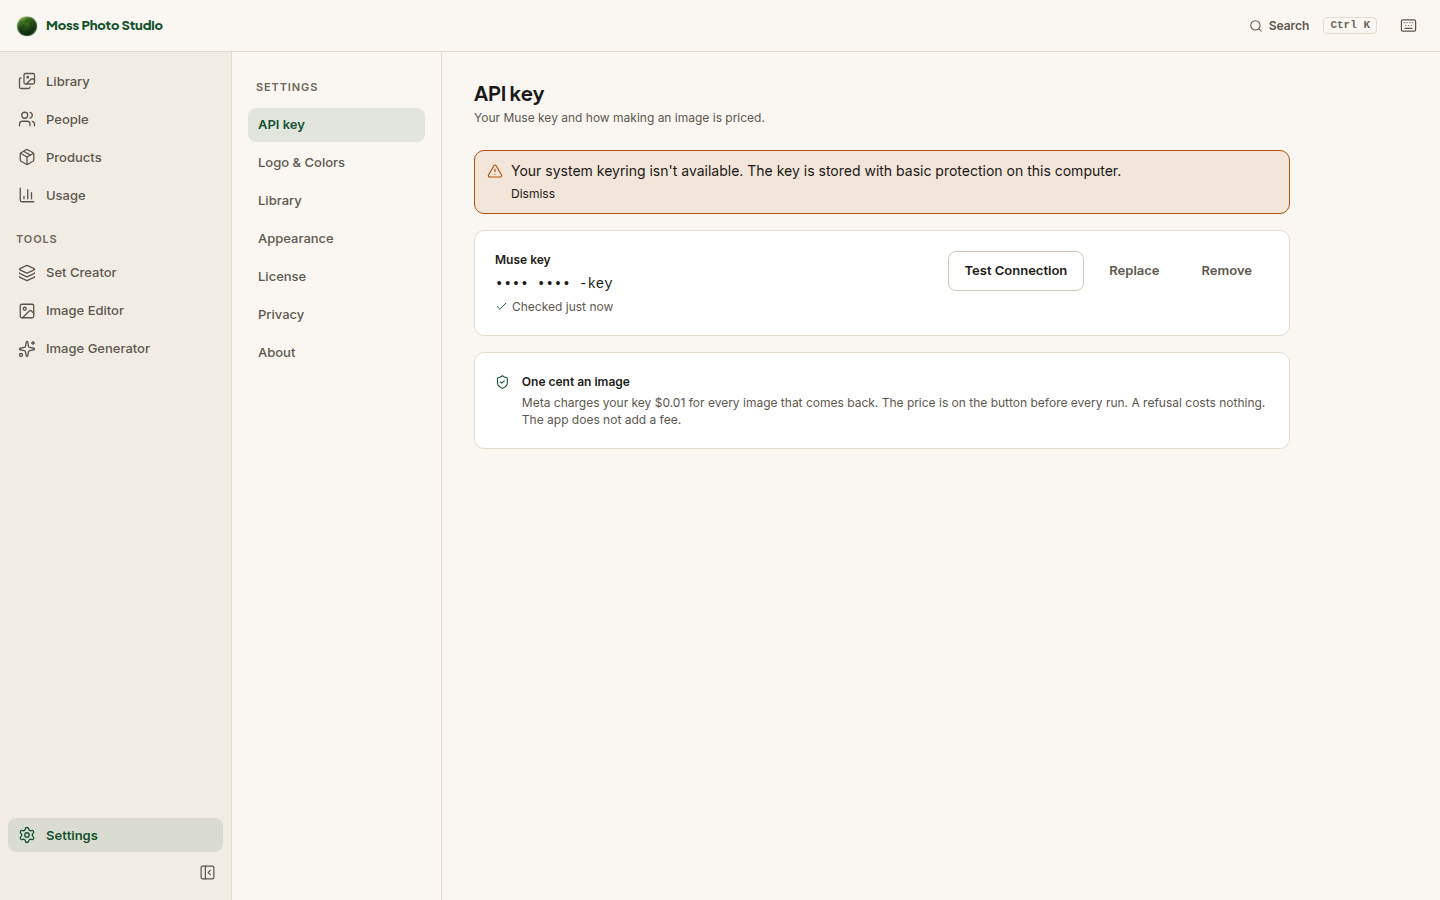 Moss Photo Studio
Search
Ctrl K
Library
People
Products
Usage
TOOLS
Set Creator
Image Editor
Image Generator
Settings
SETTINGS
API key
Logo & Colors
Library
Appearance
License
Privacy
About
API key
Your Muse key and how making an image is priced.
Your system keyring isn't available. The key is stored with basic protection on this computer.
Dismiss
Muse key
•••• •••• -key
Checked just now
Test Connection
Replace
Remove
One cent an image
Meta charges your key $0.01 for every image that comes back. The price is on the button before every run. A refusal costs nothing.
The app does not add a fee.